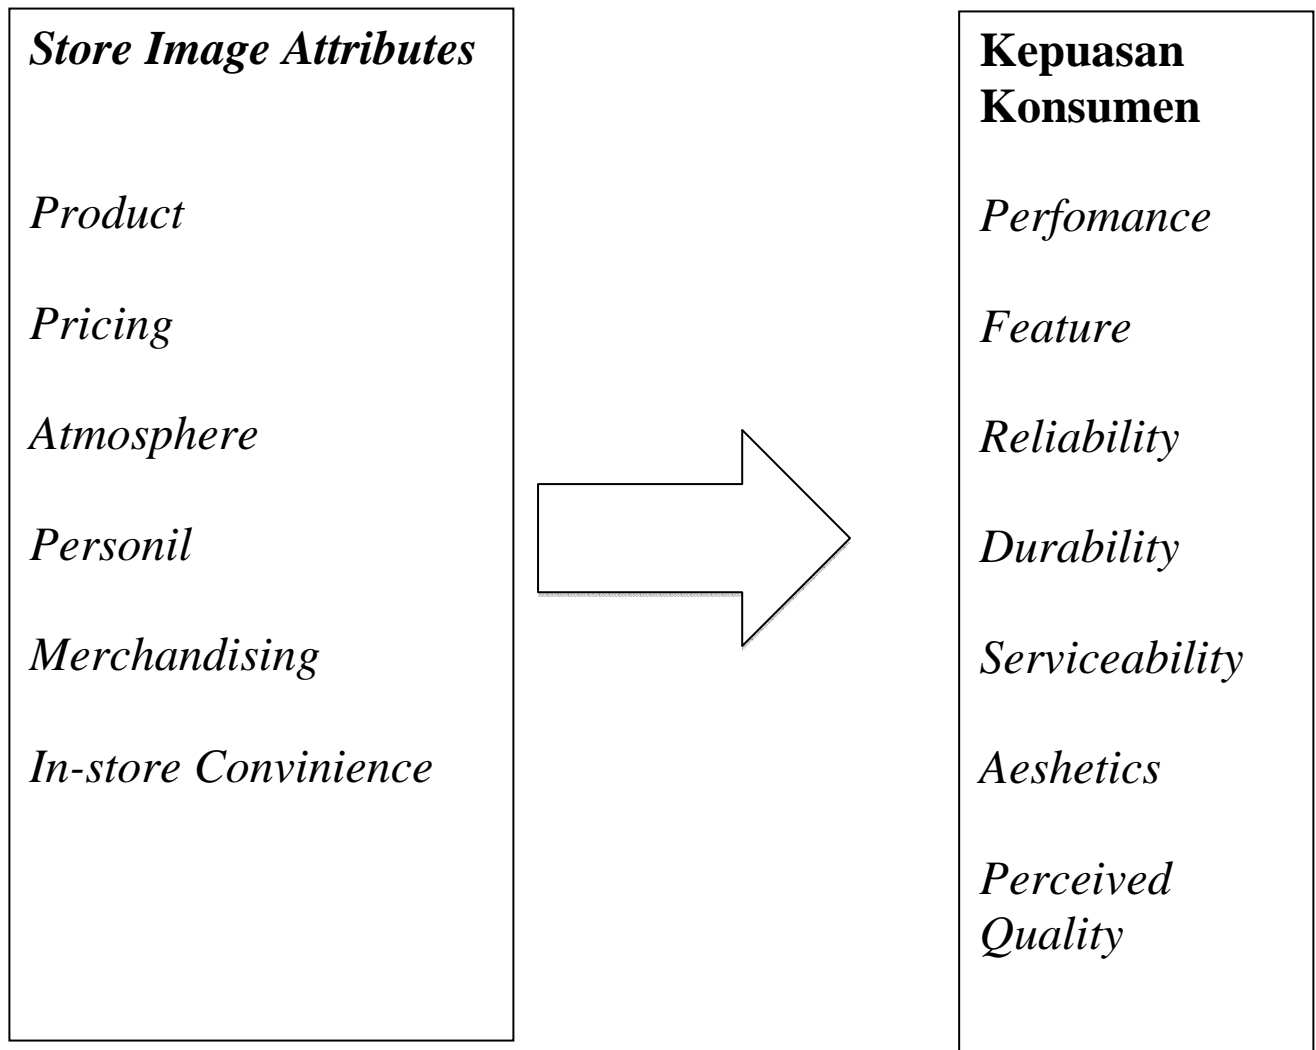 Store Image Attributes
Product
Pricing
Atmosphere
Personil
Merchandising
In-store Convinience
Kepuasan
Konsumen
Perfomance
Feature
Reliability
Durability
Serviceability
Aeshetics
Perceived
Quality